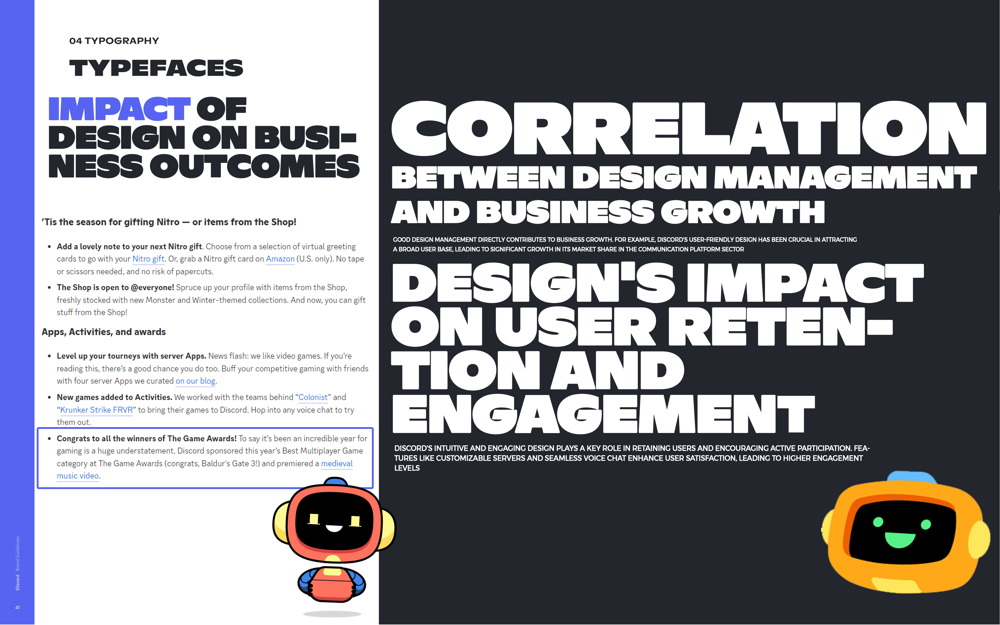 04 TYPOGRAPHY
TYPEFACES
IMPACT OF
DESIGN ON BUSI-
NESS OUTCOMES
’Tis the season for gifting Nitro — or items from the Shop!
• Add a lovely note to your next Nitro gift. Choose from a selection of virtual greeting
cards to go with your Nitro gift. Or, grab a Nitro gift card on Amazon (U.S. only). No tape
or scissors needed, and no risk of papercuts.
• The Shop is open to @everyone! Spruce up your profile with items from the Shop,
freshly stocked with new Monster and Winter-themed collections. And now, you can gift
stuff from the Shop!
Apps, Activities, and awards
• Level up your tourneys with server Apps. News flash: we like video games. If you’re
reading this, there’s a good chance you do too. Buff your competitive gaming with friends
with four server Apps we curated on our blog.
• New games added to Activities. We worked with the teams behind “Colonist” and
“Krunker Strike FRVR” to bring their games to Discord. Hop into any voice chat to try
them out.
• Congrats to all the winners of The Game Awards! To say it’s been an incredible year for
gaming is a huge understatement. Discord sponsored this year’s Best Multiplayer Game
category at The Game Awards (congrats, Baldur's Gate 3!) and premiered a medieval
music video.
Discord Brand Guidelines
41
CORRELATION
BETWEEN DESIGN MANAGEMENT
AND BUSINESS GROWTH
GOOD DESIGN MANAGEMENT DIRECTLY CONTRIBUTES TO BUSINESS GROWTH. FOR EXAMPLE, DISCORD'S USER-FRIENDLY DESIGN HAS BEEN CRUCIAL IN ATTRACTING
A BROAD USER BASE, LEADING TO SIGNIFICANT GROWTH IN ITS MARKET SHARE IN THE COMMUNICATION PLATFORM SECTOR
DESIGN'S IMPACT
ON USER RETEN-
TION AND
ENGAGEMENT
DISCORD'S INTUITIVE AND ENGAGING DESIGN PLAYS A KEY ROLE IN RETAINING USERS AND ENCOURAGING ACTIVE PARTICIPATION. FEA-
TURES LIKE CUSTOMIZABLE SERVERS AND SEAMLESS VOICE CHAT ENHANCE USER SATISFACTION, LEADING TO HIGHER ENGAGEMENT
LEVELS